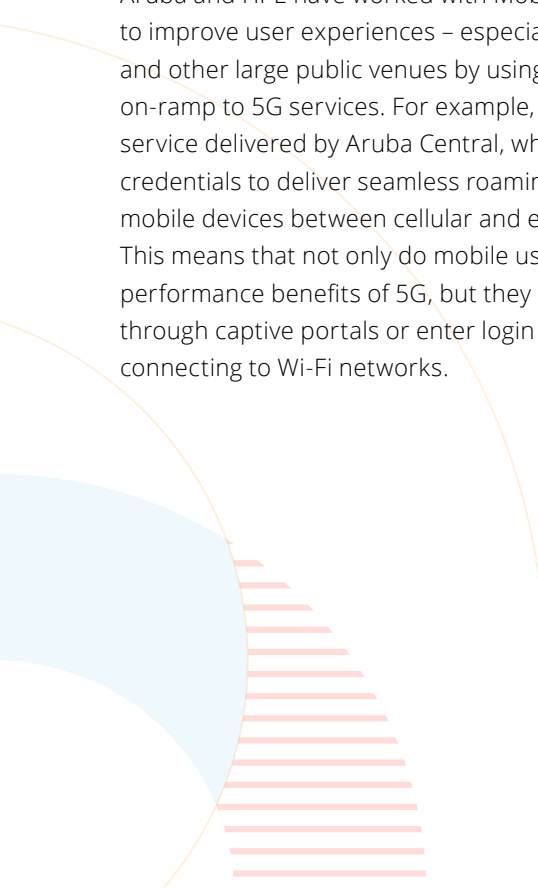 Aruba and HPE have worked with Mob
to improve user experiences – especia
and other large public venues by using
on-ramp to 5G services. For example,
service delivered by Aruba Central, wh
credentials to deliver seamless roamin
mobile devices between cellular and e
This means that not only do mobile us
performance benefits of 5G, but they
through captive portals or enter login
connecting to Wi-Fi networks.